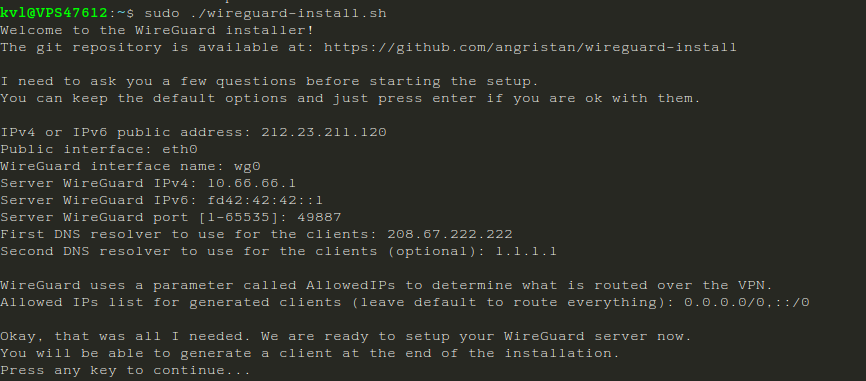 kvl@VPS47612:~$ sudo ./wireguard-install.sh
Welcome to the WireGuard installer!
The git repository is available at: https://github.com/angristan/wireguard-install
I need to ask you a few questions before starting the setup.
You can keep the default options and just press enter if you are ok with them.
IPv4 or IPv6 public address: 212.23.211.120
Public interface: eth0
WireGuard interface name: wg0
Server WireGuard IPv4: 10.66.66.1
Server WireGuard IPv6: fd42:42:42::1
Server WireGuard port [1-65535]: 49887
First DNS resolver to use for the clients: 208.67.222.222
Second DNS resolver to use for the clients (optional): 1.1.1.1
WireGuard uses a parameter called AllowedIPs to determine what is routed over the VPN.
Allowed IPs list for generated clients (leave default to route everything): 0.0.0.0/0,::/0
Okay, that was all I needed. We are ready to setup your WireGuard server now.
You will be able to generate a client at the end of the installation.
Press any key to continue...